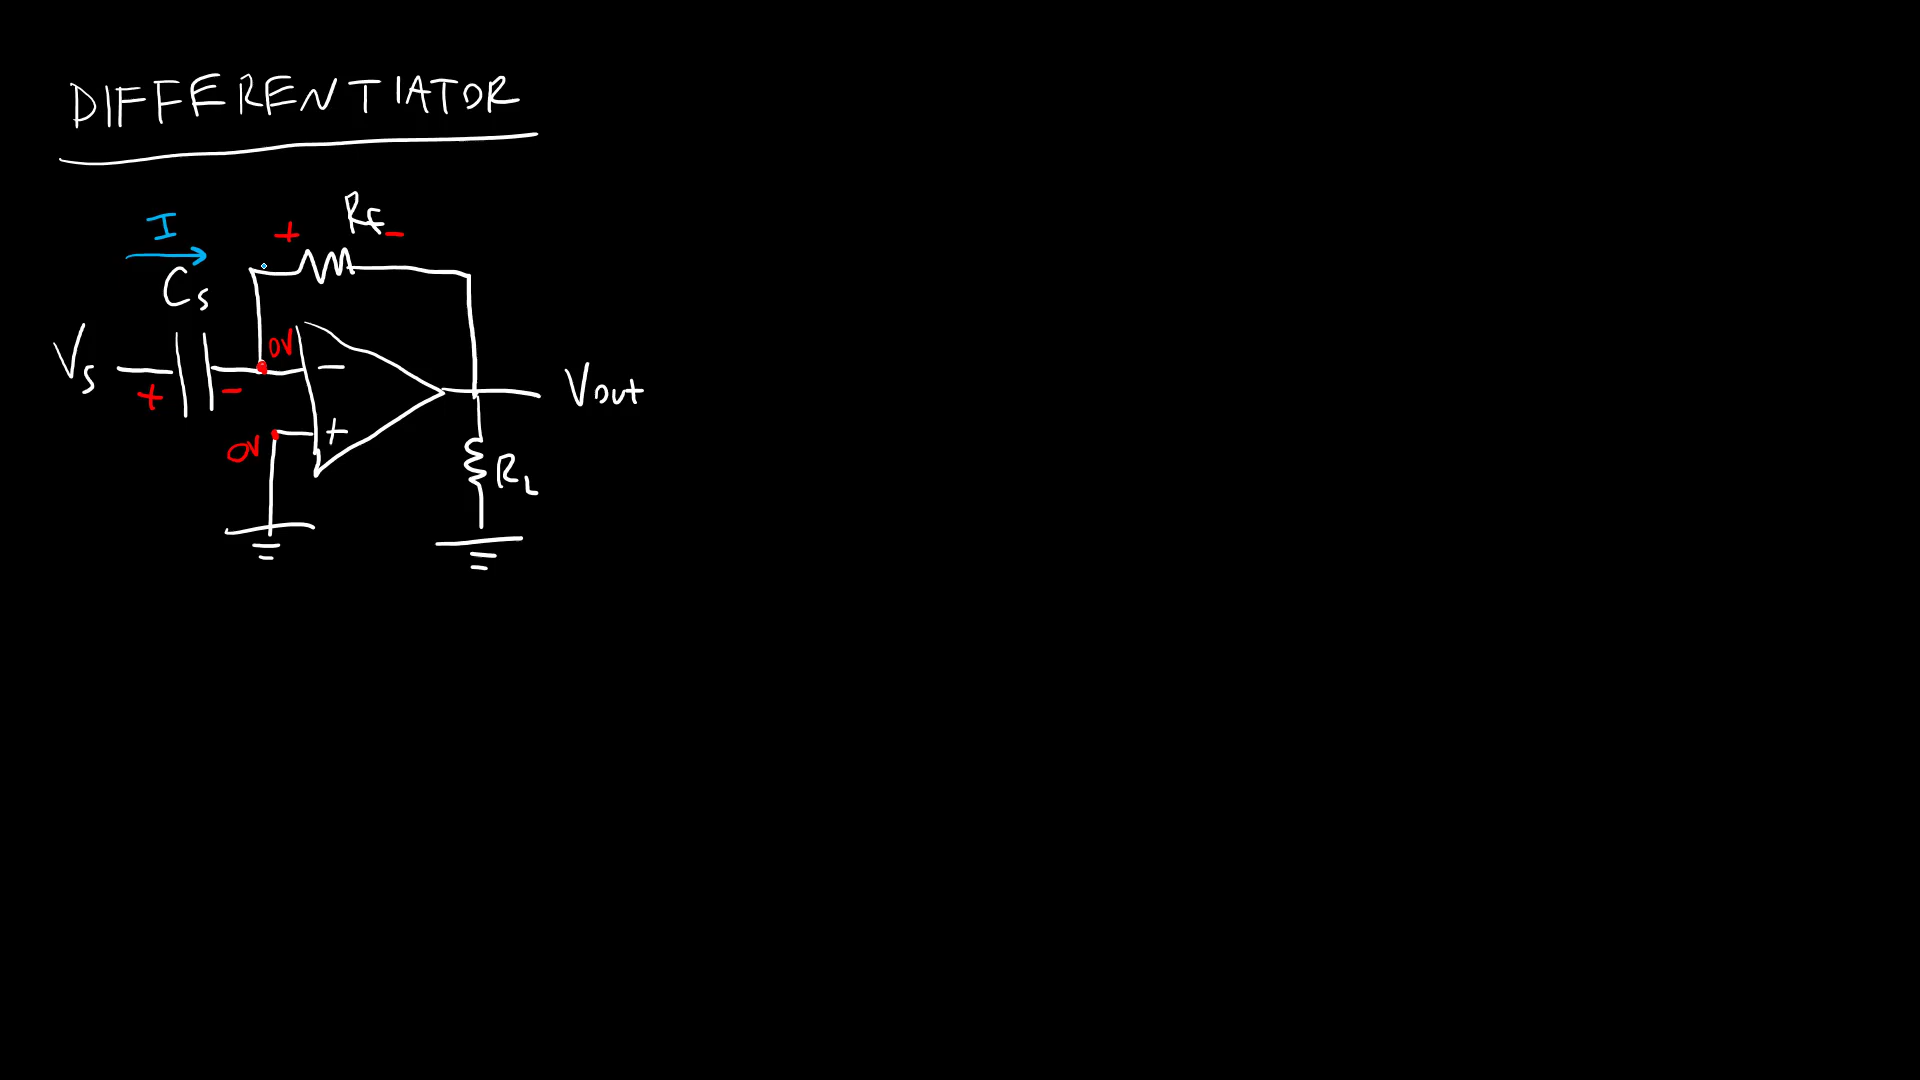 DIFFERENTIATOR
I
+ RF -
Cs
Vs
0V
-
+ -
Vout
+
0V
RL